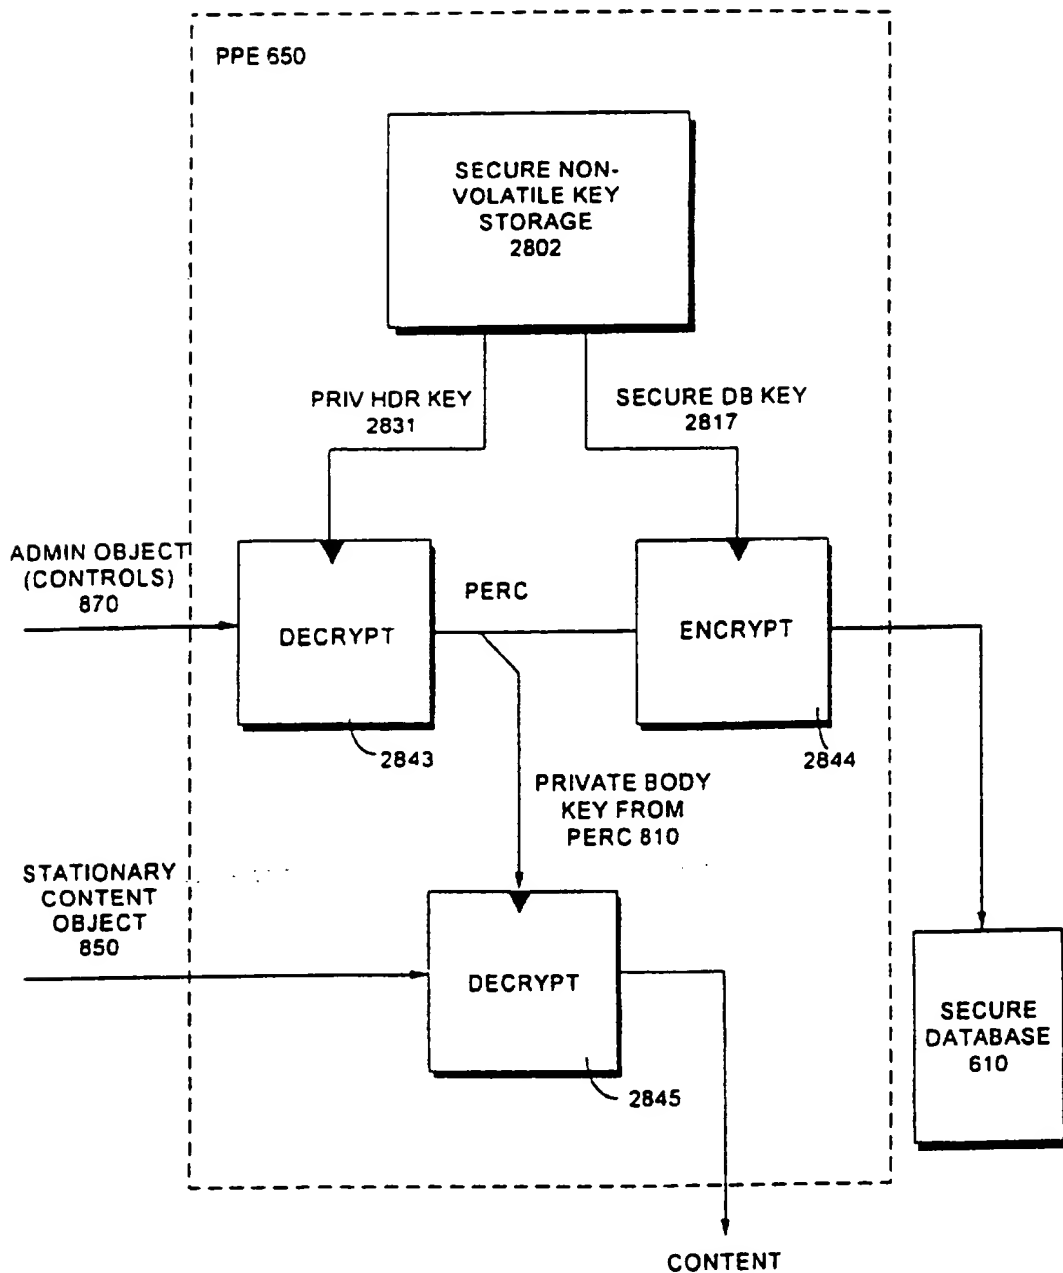 PPE 650
SECURE NON-
VOLATILE KEY
STORAGE
2802
PRIV HDR KEY
2831
SECURE DB KEY
2817
ADMIN OBJECT
(CONTROLS)
870
DECRYPT
PERC
ENCRYPT
2843
2844
PRIVATE BODY
KEY FROM
PERC 810
STATIONARY
CONTENT
OBJECT
850
DECRYPT
2845
SECURE
DATABASE
610
CONTENT